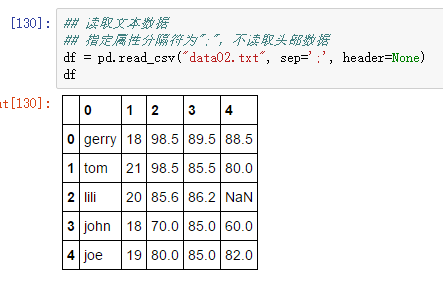 [130]: ## 读取文本数据
## 指定属性分隔符为";", 不读取头部数据
df = pd.read_csv("data02.txt", sep=';', header=None)
df
t[130]:
0 1 2 3 4
0 gerry 18 98.5 89.5 88.5
1 tom 21 98.5 85.5 80.0
2 lili 20 85.6 86.2 NaN
3 john 18 70.0 85.0 60.0
4 joe 19 80.0 85.0 82.0